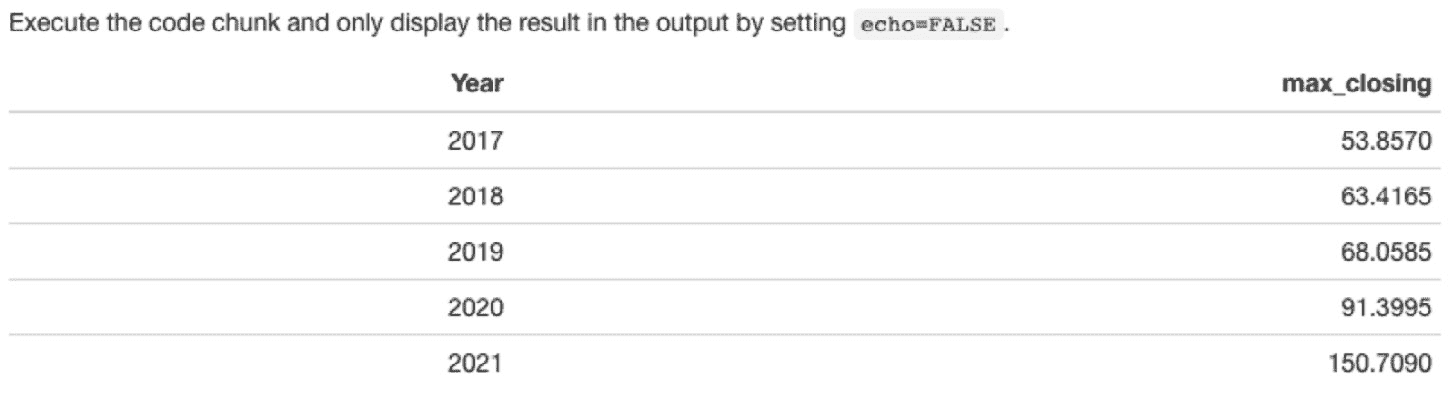 Execute the code chunk and only display the result in the output by setting echo=FALSE .
Year max_closing
2017 53.8570
2018 63.4165
2019 68.0585
2020 91.3995
2021 150.7090